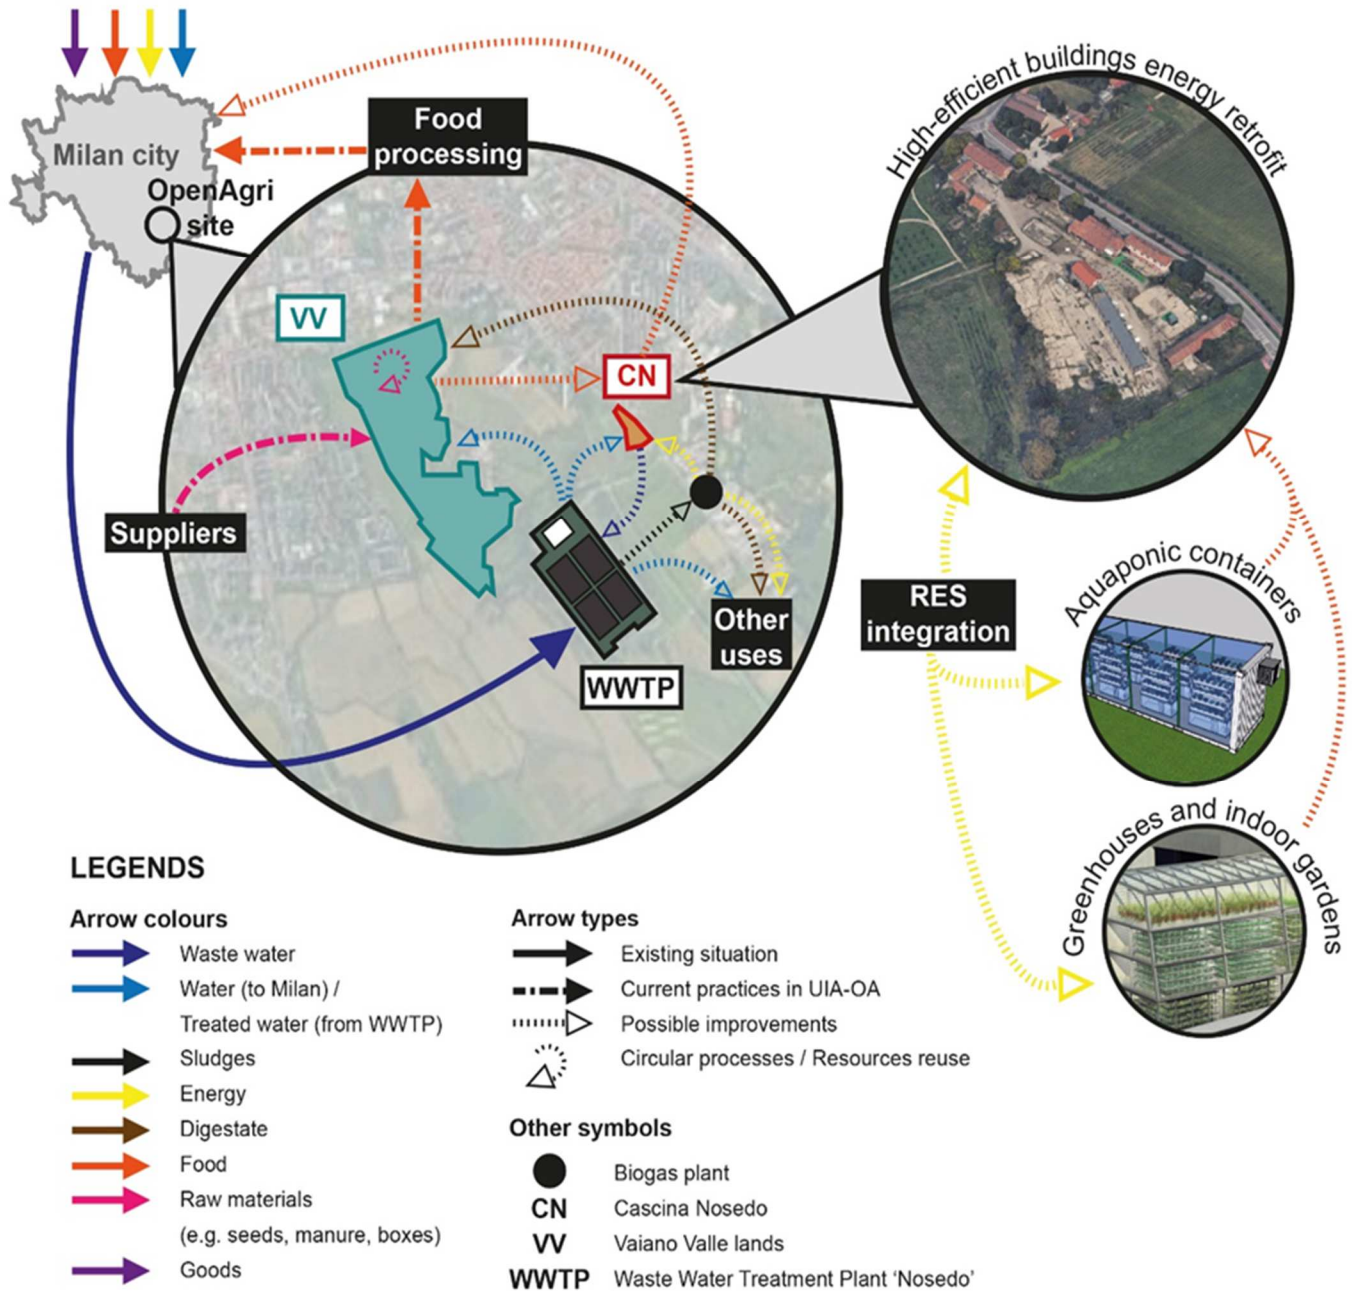 High-efficient buildings energy retrofit
Food
processing
Milan city
OpenAgri
site
VV
CN
Suppliers
WWTP
Other
uses
RES
integration
Aquaponic containers
Greenhouses and indoor gardens
LEGENDS
Arrow colours
Waste water
Water (to Milan) /
Treated water (from WWTP)
Sludges
Energy
Digestate
Food
Raw materials
(e.g. seeds, manure, boxes)
Goods
Arrow types
Existing situation
Current practices in UIA-OA
Possible improvements
Circular processes / Resources reuse
Other symbols
Biogas plant
CN Cascina Nosedo
VV Vaiano Valle lands
WWTP Waste Water Treatment Plant ‘Nosedo’